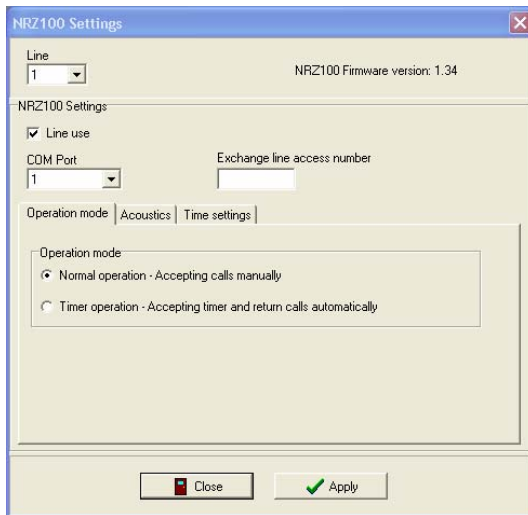 NRZ100 Settings
Line
1
NRZ100 Firmware version: 1.34
NRZ100 Settings
Line use
COM Port
Exchange line access number
1
Operation mode
Acoustics
Time settings
Operation mode
Normal operation - Accepting calls manually
Timer operation - Accepting timer and return calls automatically
Close
Apply